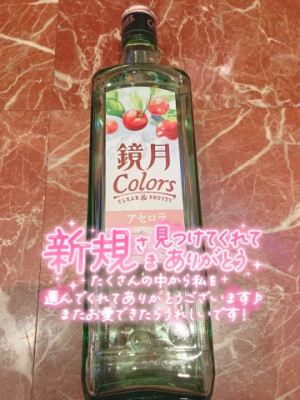 鏡月
Colors
CLEAR & FRUITY
アセロラ
新規さま見つけてくれてありがとう
たくさんの中から私を
選んでくれてありがとうございます♪
またお愛できたらうれしいです!